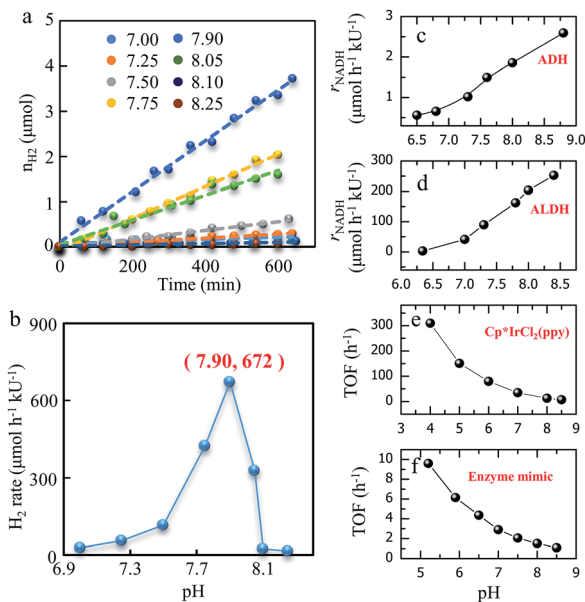 a
7.00 7.90
7.25 8.05
7.50 8.10
7.75 8.25
5
4
3
2
1
0
n_H2 (μmol)
0 200 400 600 800
Time (min)
b
900
600
300
0
H₂ rate (μmol h⁻¹ kU⁻¹)
( 7.90, 672 )
6.9 7.3 7.7 8.1
pH
c
3
2
1
0
r_NADH
(μmol h⁻¹ kU⁻¹)
ADH
6.5 7.0 7.5 8.0 8.5 9.0
d
300
250
200
150
100
50
0
r_NADH
(μmol h⁻¹ kU⁻¹)
ALDH
6.0 6.5 7.0 7.5 8.0 8.5
e
300
200
100
0
TOF (h⁻¹)
Cp*IrCl₂(ppy)
3 4 5 6 7 8 9
f
10
8
6
4
2
0
TOF (h⁻¹)
Enzyme mimic
5 6 7 8 9
pH